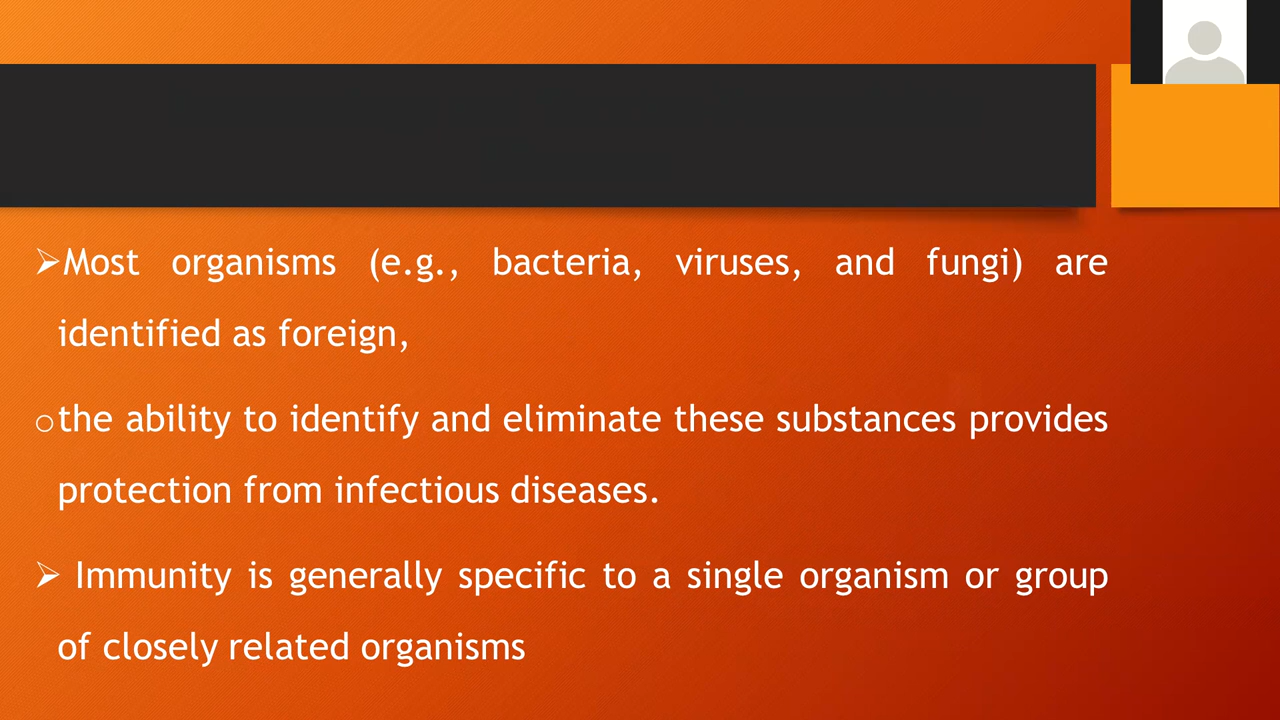 ➢Most organisms (e.g., bacteria, viruses, and fungi) are
identified as foreign,
othe ability to identify and eliminate these substances provides
protection from infectious diseases.
➢ Immunity is generally specific to a single organism or group
of closely related organisms